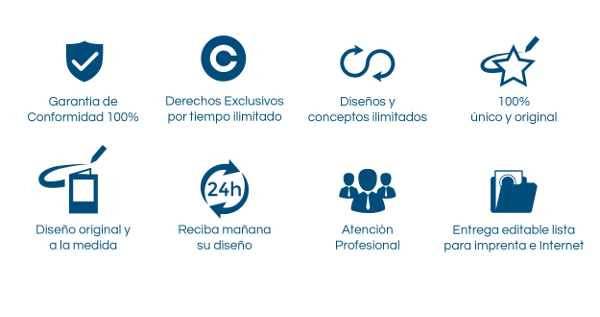 Garantía de
Conformidad 100%
Derechos Exclusivos
por tiempo ilimitado
Diseños y
conceptos ilimitados
100%
único y original
Diseño original y
a la medida
24h
Reciba mañana
su diseño
Atención
Profesional
Entrega editable lista
para imprenta e Internet